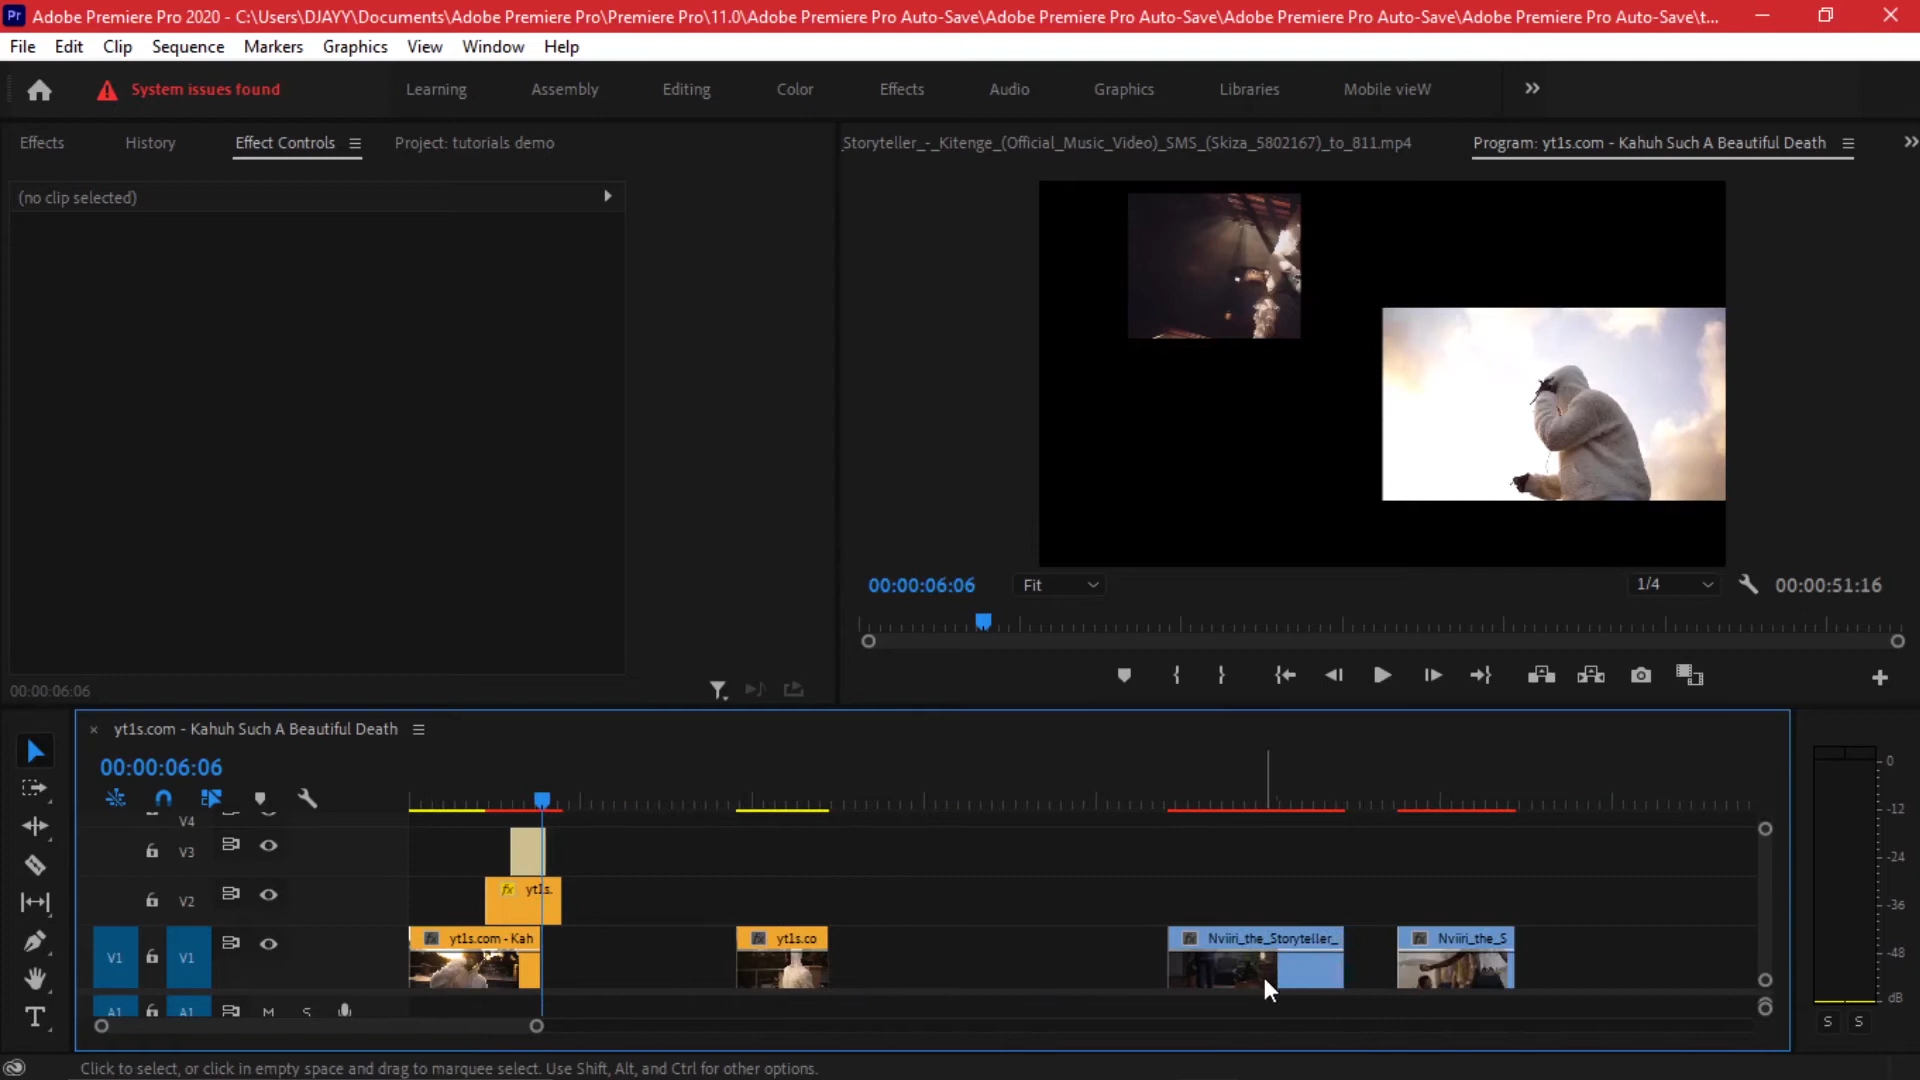 Pr Adobe Premiere Pro 2020 - C:\Users\DJAYY\Documents\Adobe Premiere Pro\Premiere Pro\11.0\Adobe Premiere Pro Auto-Save\Adobe Premiere Pro Auto-Save\Adobe Premiere Pro Auto-Save\Adobe Premiere Pro Auto-Save\t...
File Edit Clip Sequence Markers Graphics View Window Help
System issues found Learning Assembly Editing Color Effects Audio Graphics Libraries Mobile vieW
Effects History Effect Controls Project: tutorials demo Storyteller_-_Kitenge_(Official_Music_Video)_SMS_(Skiza_5802167)_to_811.mp4 Program: yt1s.com - Kahuh Such A Beautiful Death
(no clip selected)
00:00:06:06 Fit 1/4 00:00:51:16
00:00:06:06
yt1s.com - Kahuh Such A Beautiful Death
00:00:06:06
0
V4
-12
V3
-24
fx yt1s.
V2
-36
fx yt1s.com - Kah fx yt1s.co fx Nviiri_the_Storyteller_ fx Nviiri_the_S
V1 V1
-48
dB
A1 A1 M S
S S
Click to select, or click in empty space and drag to marquee select. Use Shift, Alt, and Ctrl for other options.